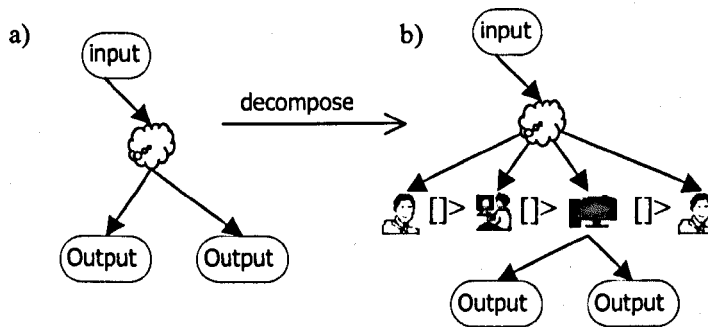 a)
input
decompose
Output
Output
b)
input
[]>
[]>
[]>
Output
Output